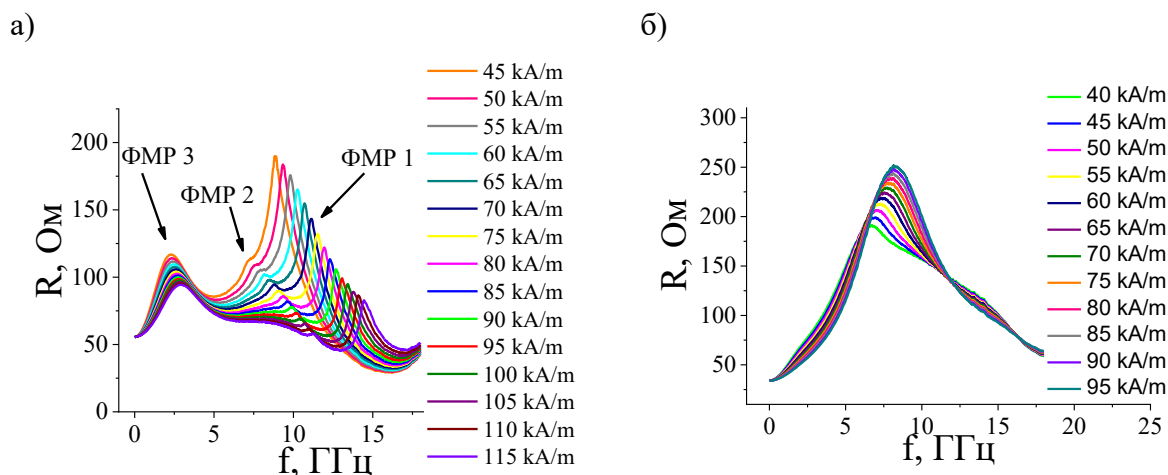 а)
R, Ом
200
150
100
50
0
ФМР 3
ФМР 2
ФМР 1
0 5 10 15
f, ГГц
45 kA/m
50 kA/m
55 kA/m
60 kA/m
65 kA/m
70 kA/m
75 kA/m
80 kA/m
85 kA/m
90 kA/m
95 kA/m
100 kA/m
105 kA/m
110 kA/m
115 kA/m
б)
R, Ом
300
250
200
150
100
50
0
0 5 10 15 20 25
f, ГГц
40 kA/m
45 kA/m
50 kA/m
55 kA/m
60 kA/m
65 kA/m
70 kA/m
75 kA/m
80 kA/m
85 kA/m
90 kA/m
95 kA/m